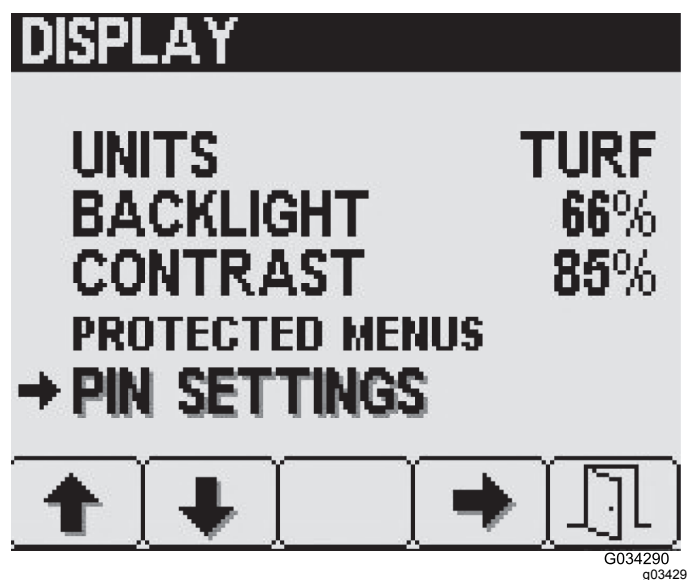 DISPLAY
UNITS TURF
BACKLIGHT 66%
CONTRAST 85%
PROTECTED MENUS
PIN SETTINGS
G034290
g03429